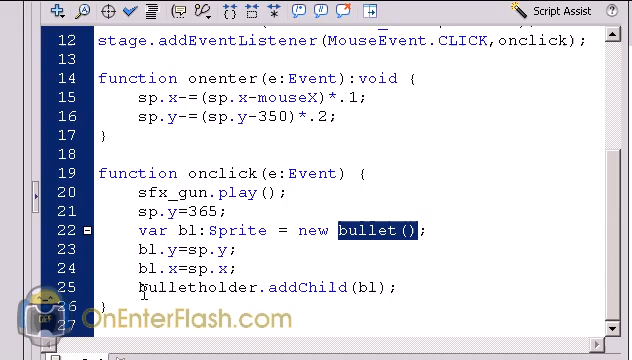 Script Assist
12 stage.addEventListener(MouseEvent.CLICK,onclick);
13
14 function onenter(e:Event):void {
15 sp.x-=(sp.x-mouseX)*.1;
16 sp.y-=(sp.y-350)*.2;
17 }
18
19 function onclick(e:Event) {
20 sfx_gun.play();
21 sp.y=365;
22 var bl:Sprite = new bullet();
23 bl.y=sp.y;
24 bl.x=sp.x;
25 bulletholder.addChild(bl);
26 }
27
OnEnterFlash.com